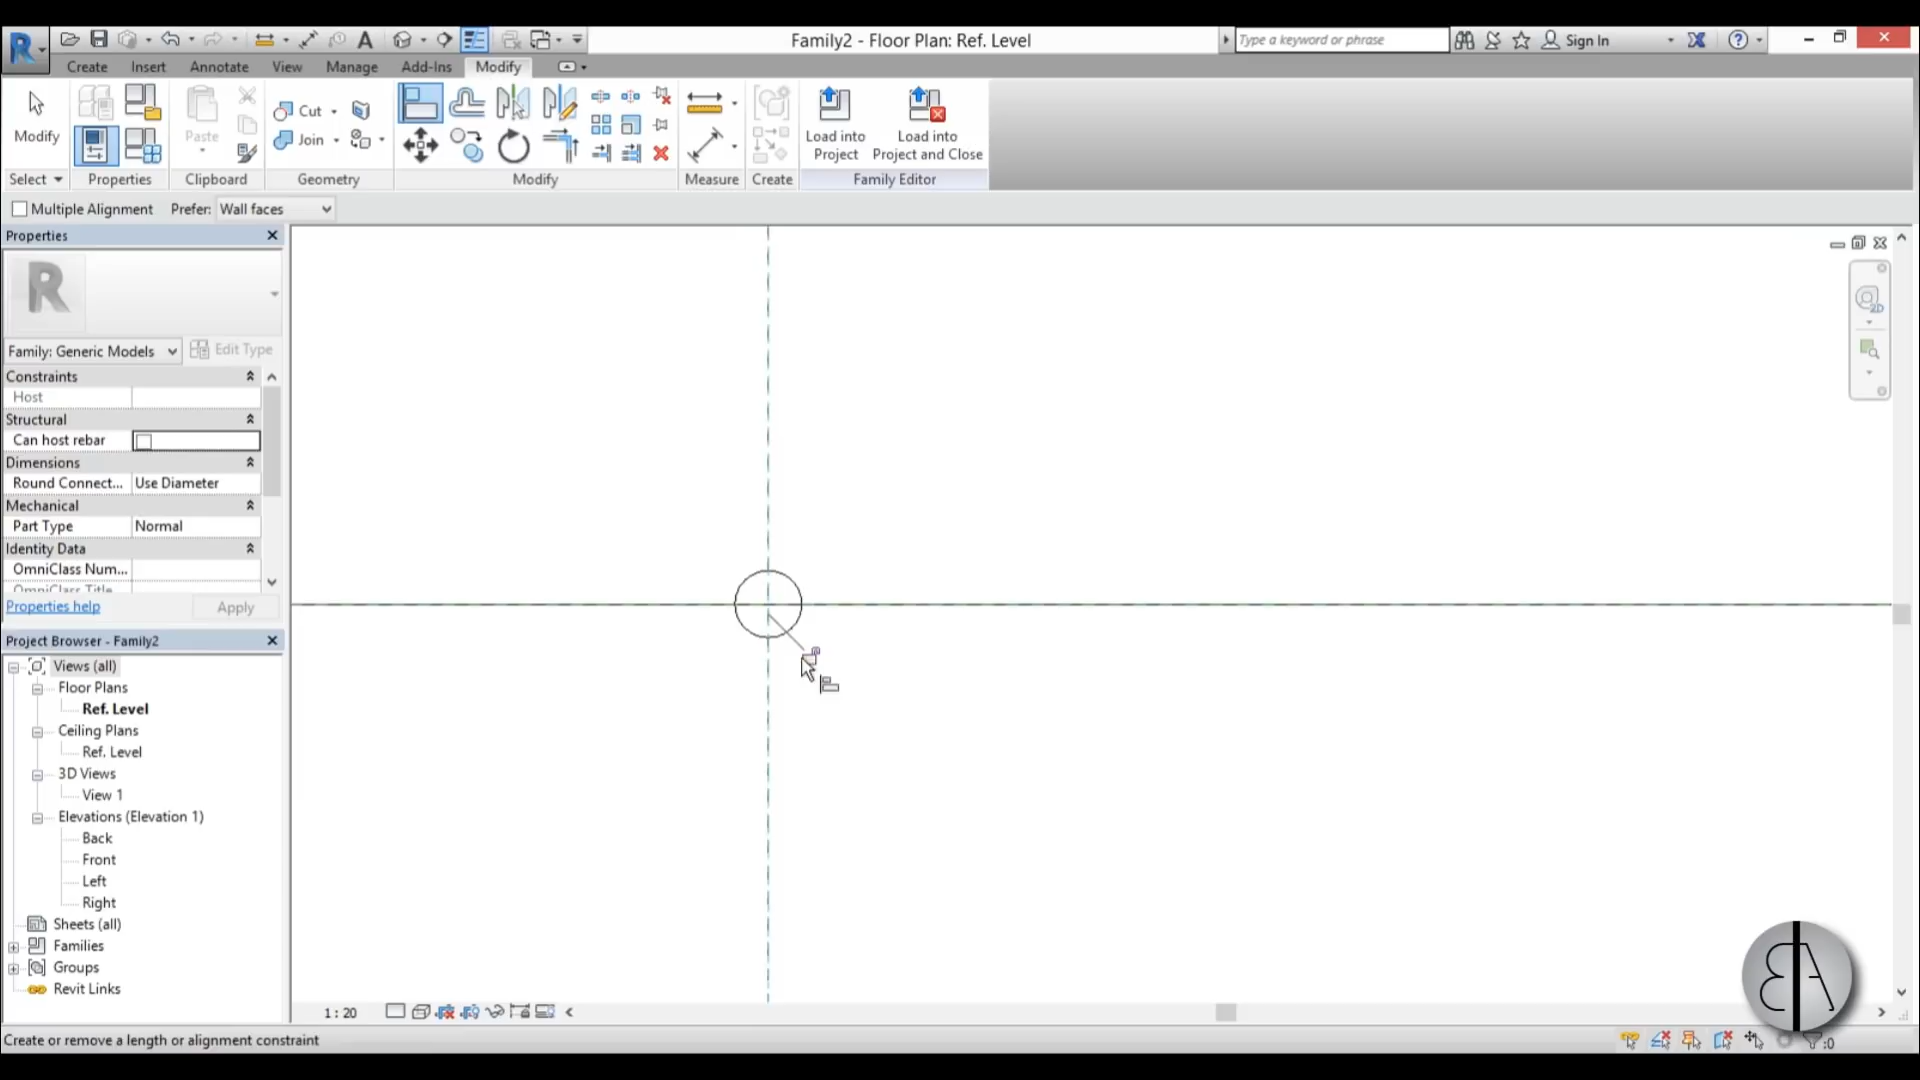 Family2 - Floor Plan: Ref. Level
Type a keyword or phrase
Sign In
Create Insert Annotate View Manage Add-Ins Modify
Modify
Paste
Cut
Join
Load into Project
Load into Project and Close
Select Properties Clipboard Geometry Modify Measure Create Family Editor
Multiple Alignment Prefer: Wall faces
Properties
R
Family: Generic Models Edit Type
Constraints
Host
Structural
Can host rebar
Dimensions
Round Connect... Use Diameter
Mechanical
Part Type Normal
Identity Data
OmniClass Num...
OmniClass Title
Properties help Apply
Project Browser - Family2
Views (all)
Floor Plans
Ref. Level
Ceiling Plans
Ref. Level
3D Views
View 1
Elevations (Elevation 1)
Back
Front
Left
Right
Sheets (all)
Families
Groups
Revit Links
2D
1 : 20
Create or remove a length or alignment constraint
:0